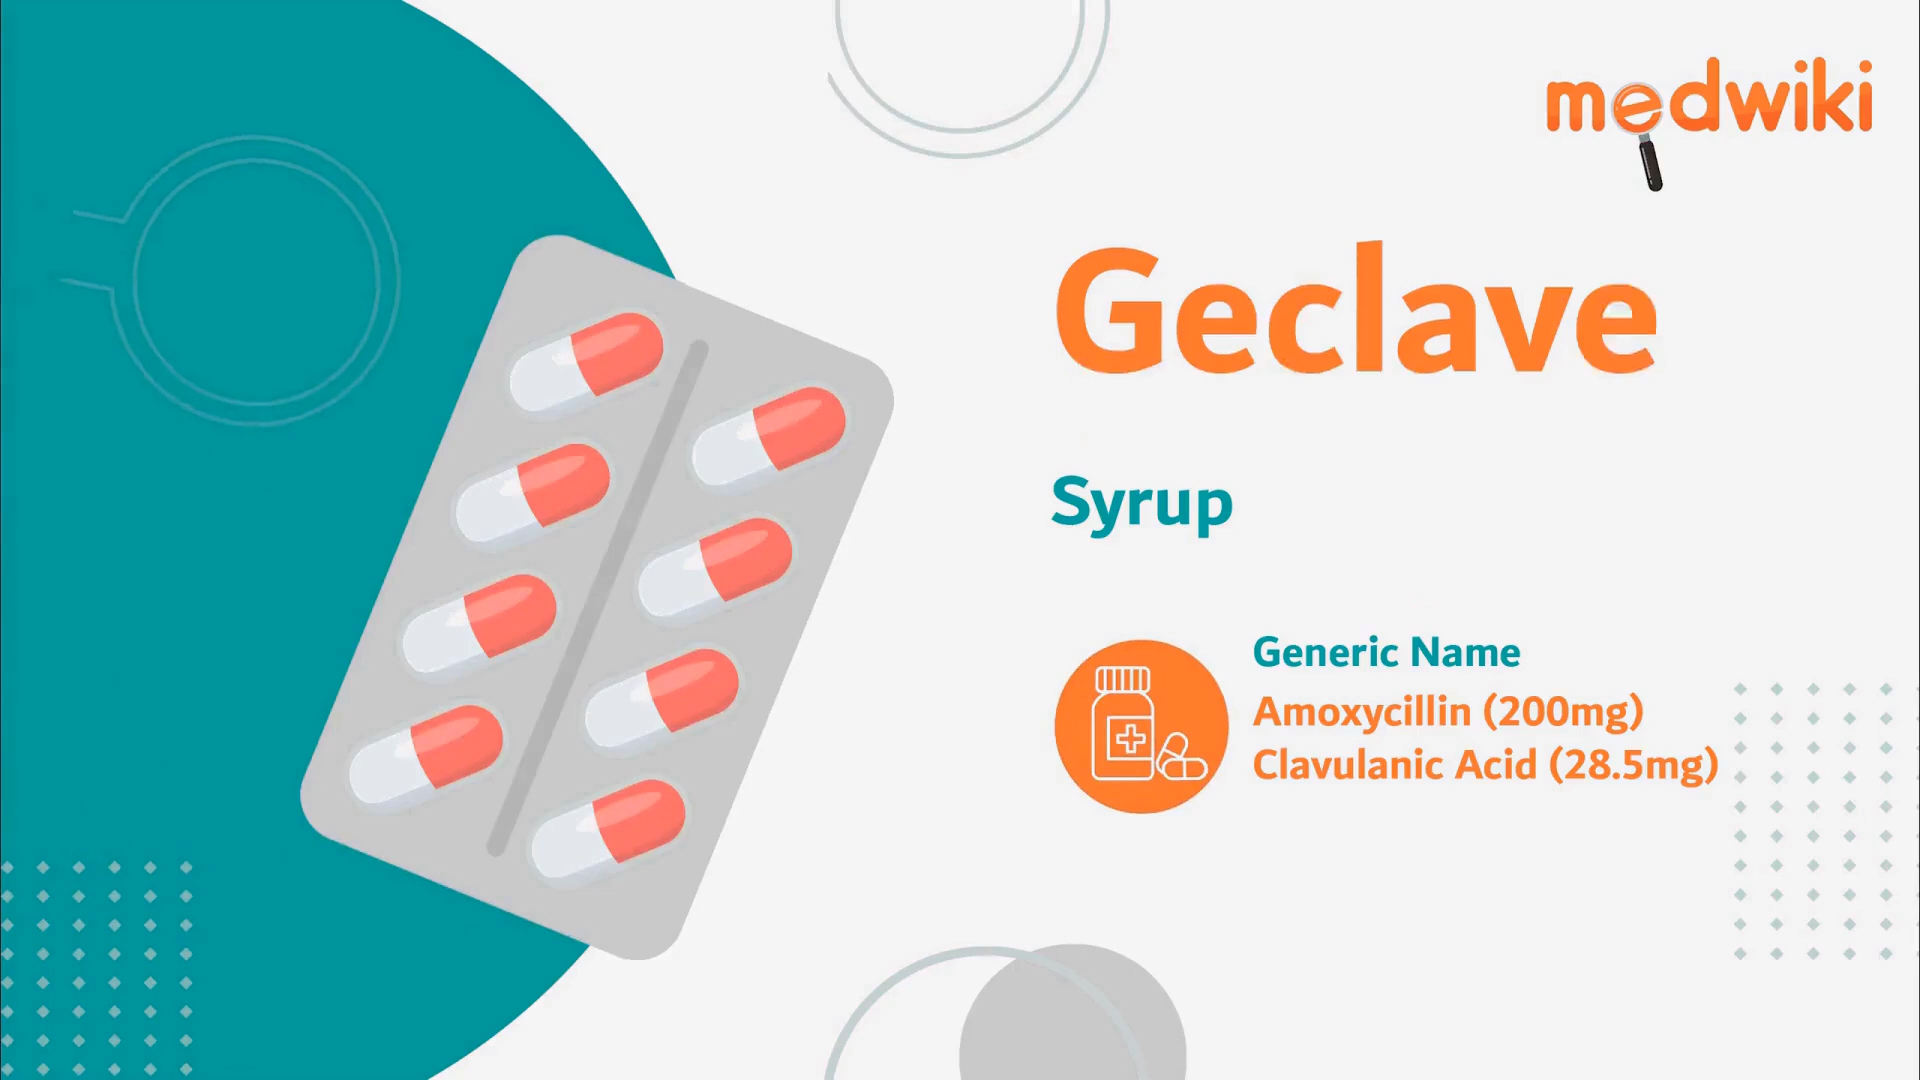 medwiki
Geclave
Syrup
Generic Name
Amoxycillin (200mg)
Clavulanic Acid (28.5mg)